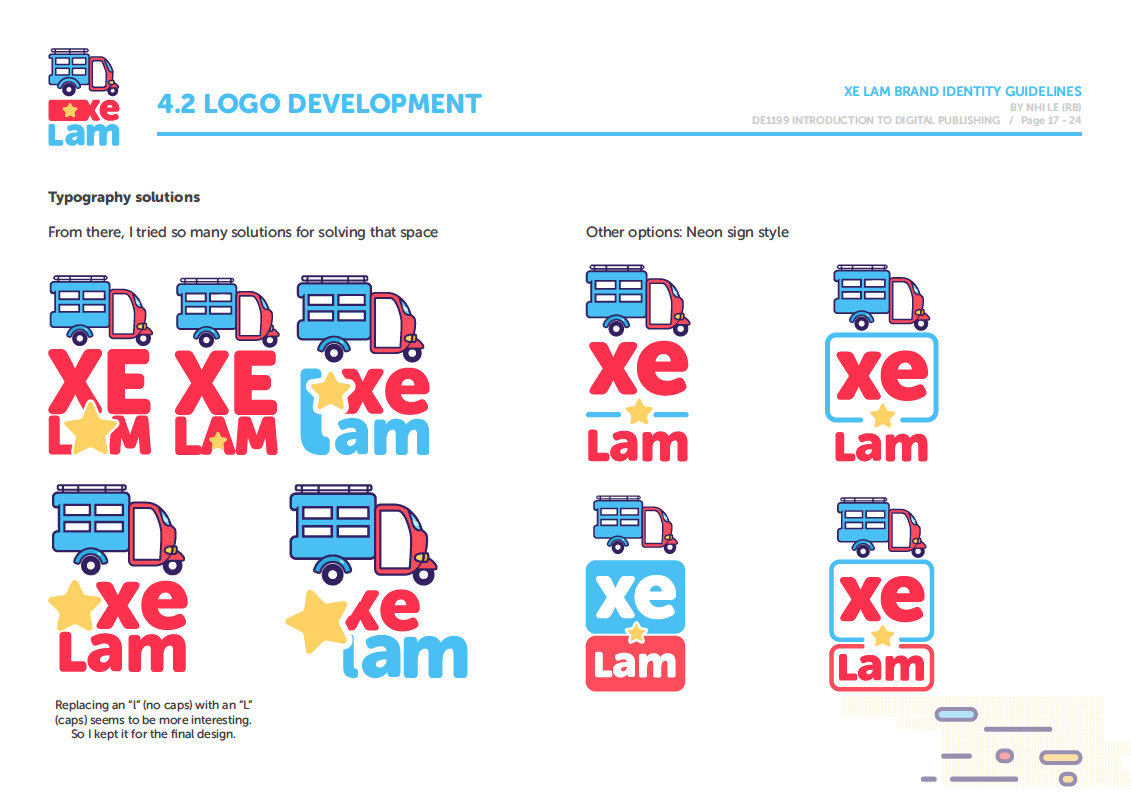 xe
Lam
4.2 LOGO DEVELOPMENT
XE LAM BRAND IDENTITY GUIDELINES
BY NHI LE (RB)
DE1199 INTRODUCTION TO DIGITAL PUBLISHING / Page 17 - 24
Typography solutions
From there, I tried so many solutions for solving that space
XE
LAM
XE
LAM
xe
lam
xe
Lam
xe
lam
Replacing an “l” (no caps) with an “L”
(caps) seems to be more interesting.
So I kept it for the final design.
Other options: Neon sign style
xe
Lam
xe
Lam
xe
Lam
xe
Lam